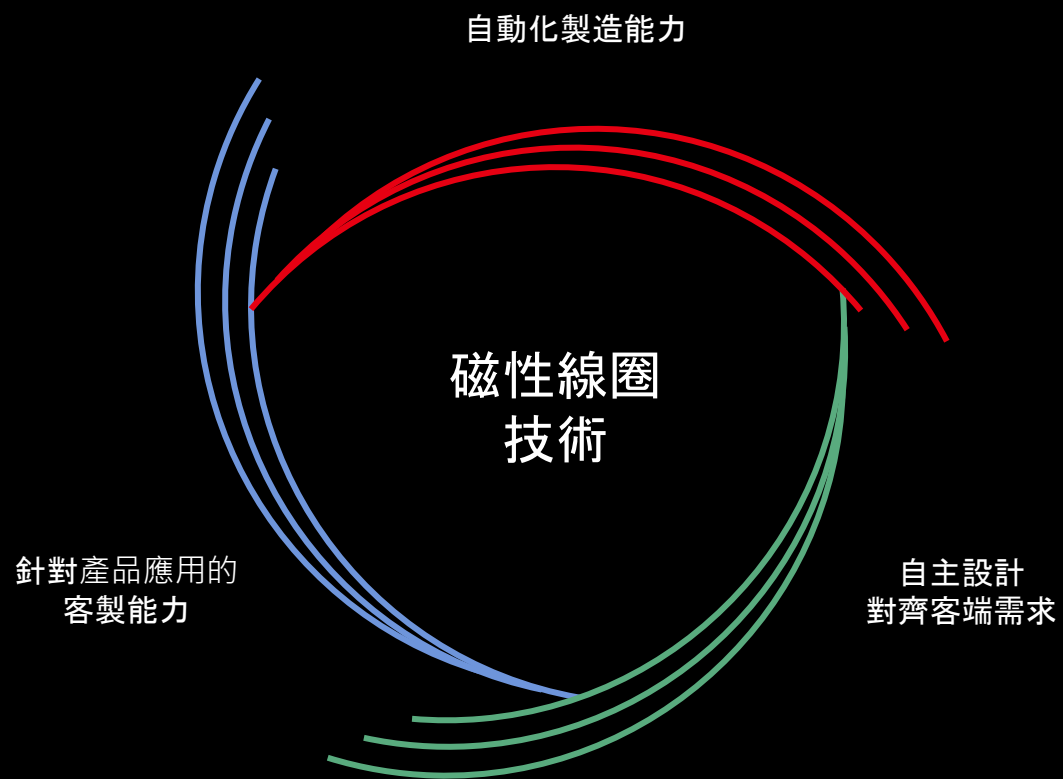 自動化製造能力
磁性線圈
技術
針對產品應用的
客製能力
自主設計
對齊客端需求